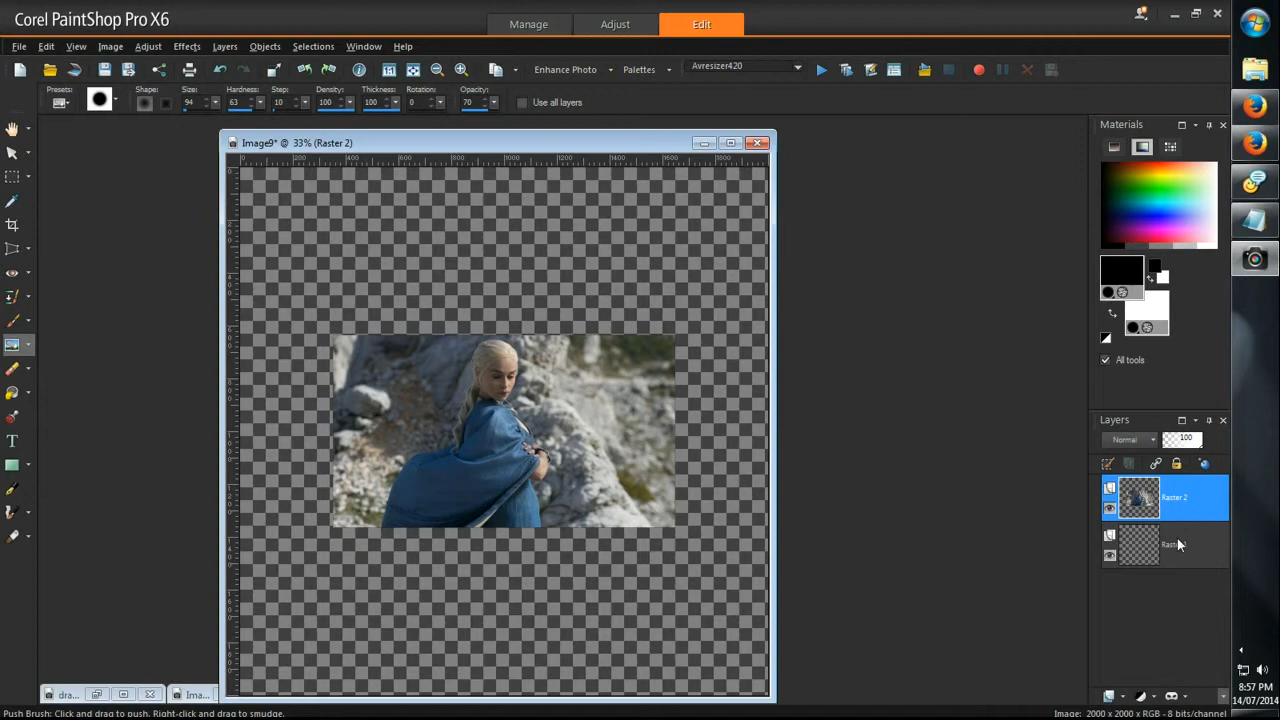 Corel PaintShop Pro X6
Manage
Adjust
Edit
File Edit View Image Adjust Effects Layers Objects Selections Window Help
Enhance Photo
Palettes
Avresizer420
Presets:
Shape:
Size:
Hardness:
Step:
Density:
Thickness:
Rotation:
Opacity:
94
63
10
100
100
0
70
Use all layers
Image9* @ 33% (Raster 2)
Materials
All tools
Layers
Normal
100
Raster 2
dra...
Ima...
8:57 PM
14/07/2014
Push Brush: Click and drag to push. Right-click and drag to smudge.
Image: 2000 x 2000 x RGB - 8 bits/channel